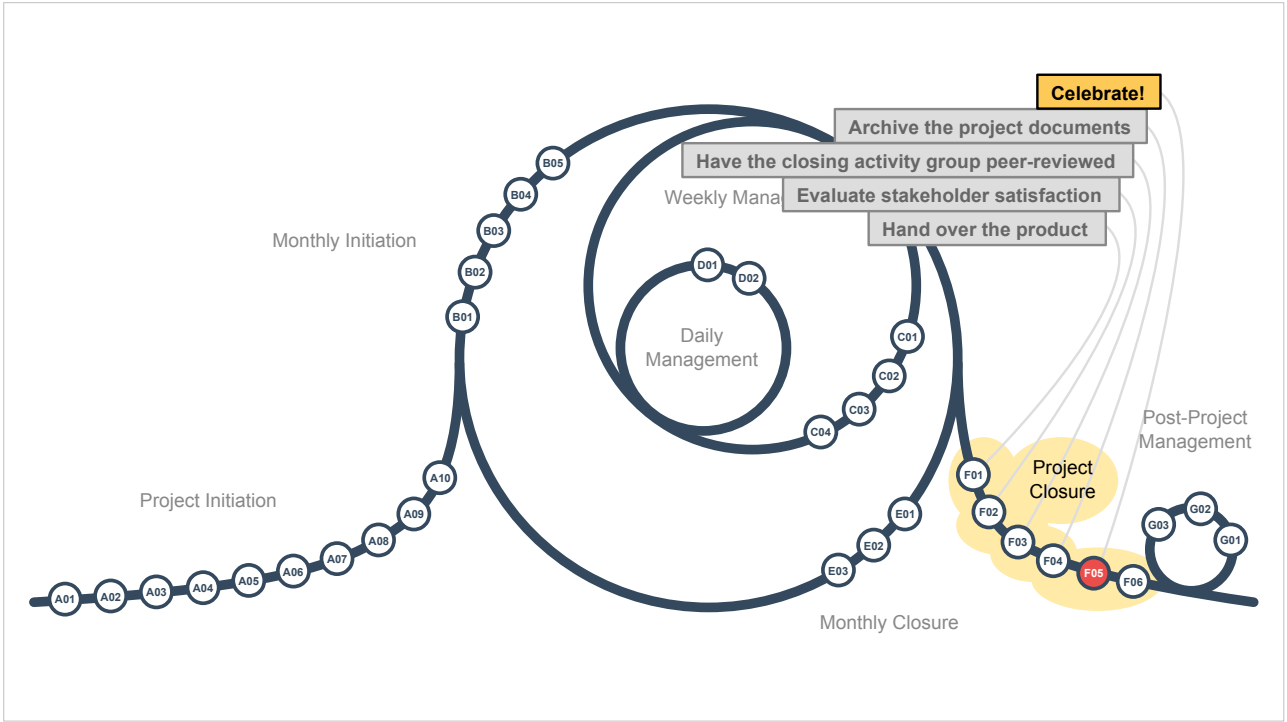 Celebrate!
Archive the project documents
Have the closing activity group peer-reviewed
Weekly Mana
Evaluate stakeholder satisfaction
Hand over the product
Monthly Initiation
B05
B04
B03
B02
B01
D01
D02
Daily
Management
C01
C02
C03
C04
Post-Project
Management
Project Initiation
A10
A09
A08
A07
A06
A05
A04
A03
A02
A01
E01
E02
E03
Monthly Closure
Project
Closure
F01
F02
F03
F04
F05
F06
G03
G02
G01